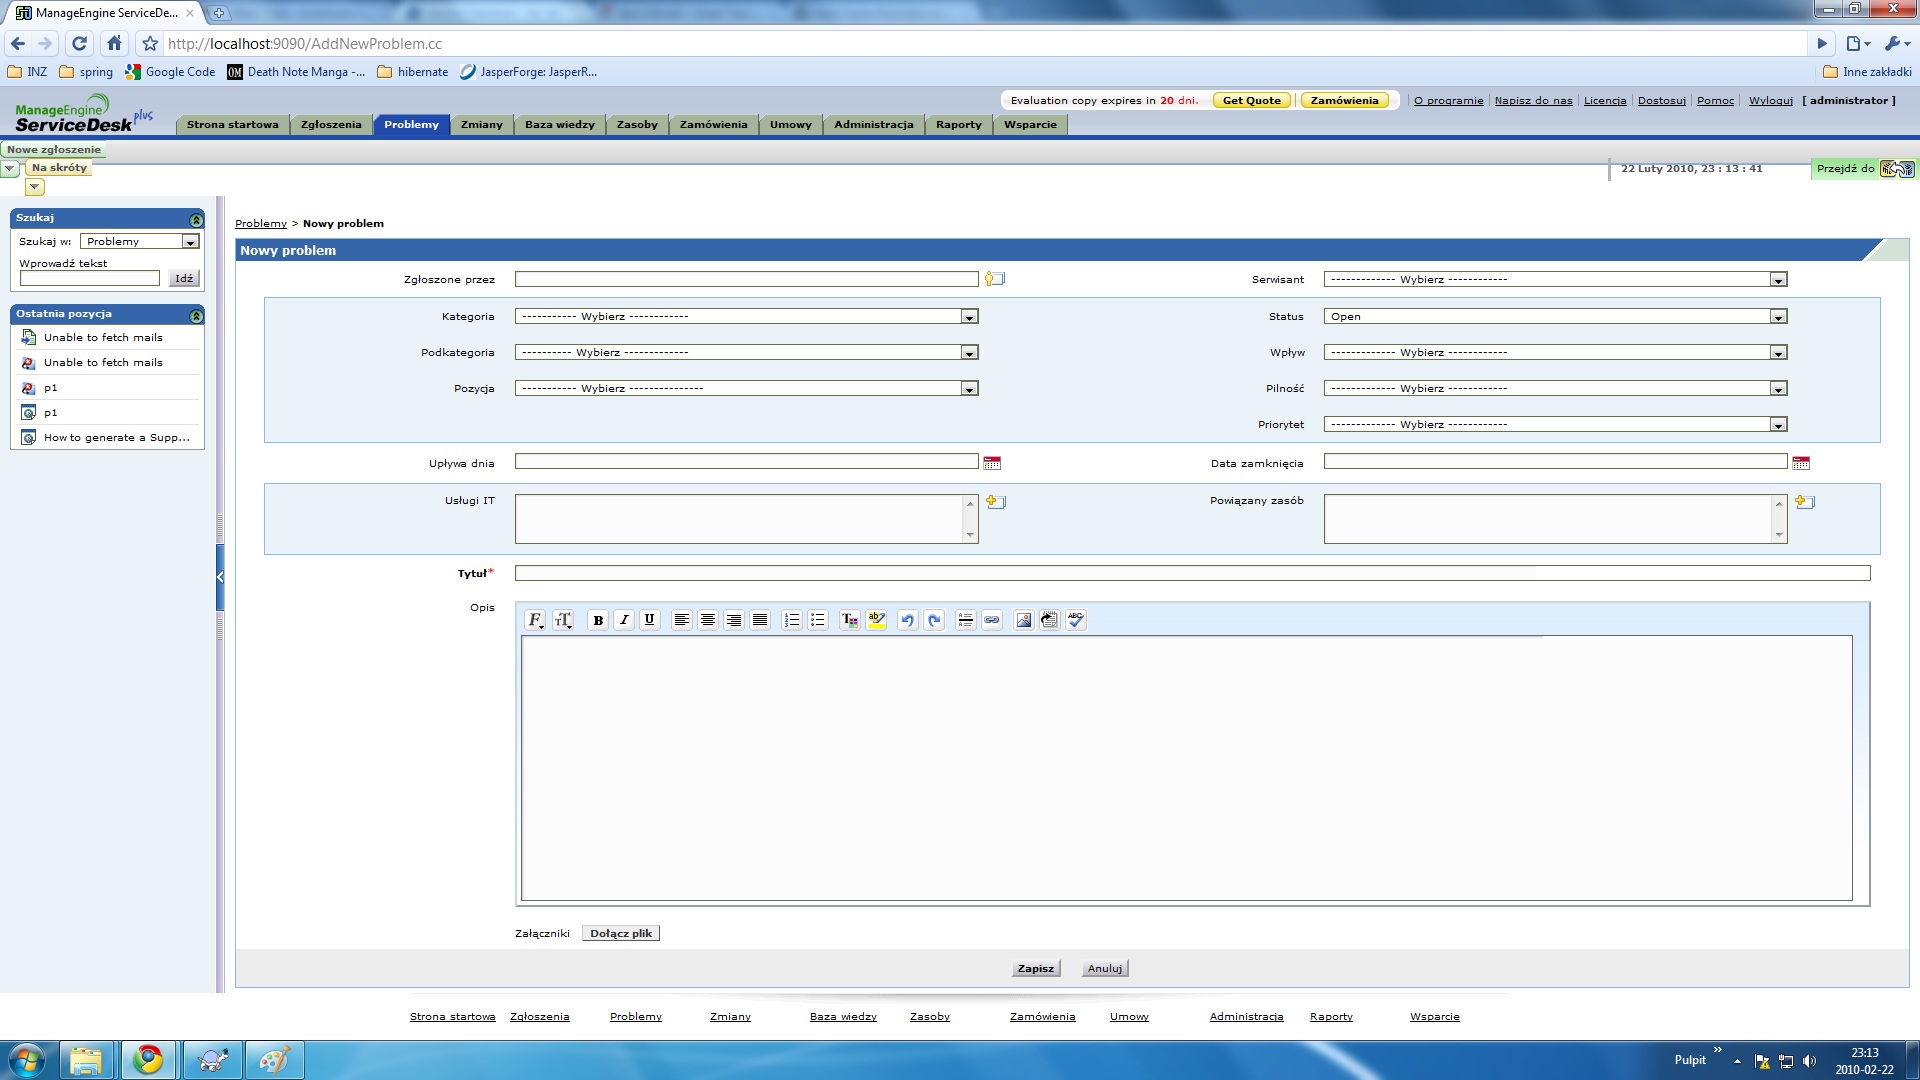 ManageEngine ServiceDe...
http://localhost:9090/AddNewProblem.cc
INZ spring Google Code Death Note Manga -... hibernate JasperForge: JasperR... Inne zakładki
ManageEngine ServiceDesk plus
Evaluation copy expires in 20 dni. Get Quote Zamówienia O programie Napisz do nas Licencja Dostosuj Pomoc Wyloguj [ administrator ]
Strona startowa Zgłoszenia Problemy Zmiany Baza wiedzy Zasoby Zamówienia Umowy Administracja Raporty Wsparcie
Nowe zgłoszenie
Na skróty
22 Luty 2010, 23 : 13 : 41 Przejdź do
Szukaj
Szukaj w: Problemy
Wprowadź tekst
Idź
Ostatnia pozycja
Unable to fetch mails
Unable to fetch mails
p1
p1
How to generate a Supp...
Problemy > Nowy problem
Nowy problem
Zgłoszone przez Serwisant ------------- Wybierz ------------
Kategoria ----------- Wybierz ------------ Status Open
Podkategoria ---------- Wybierz ------------- Wpływ ------------- Wybierz ------------
Pozycja ----------- Wybierz --------------- Pilność ------------- Wybierz ------------
Priorytet ------------- Wybierz ------------
Upływa dnia Data zamknięcia
Usługi IT Powiązany zasób
Tytuł*
Opis
F TT B I U T ab ABC
Załączniki Dołącz plik
Zapisz Anuluj
Strona startowa Zgłoszenia Problemy Zmiany Baza wiedzy Zasoby Zamówienia Umowy Administracja Raporty Wsparcie
Pulpit » 23:13
2010-02-22